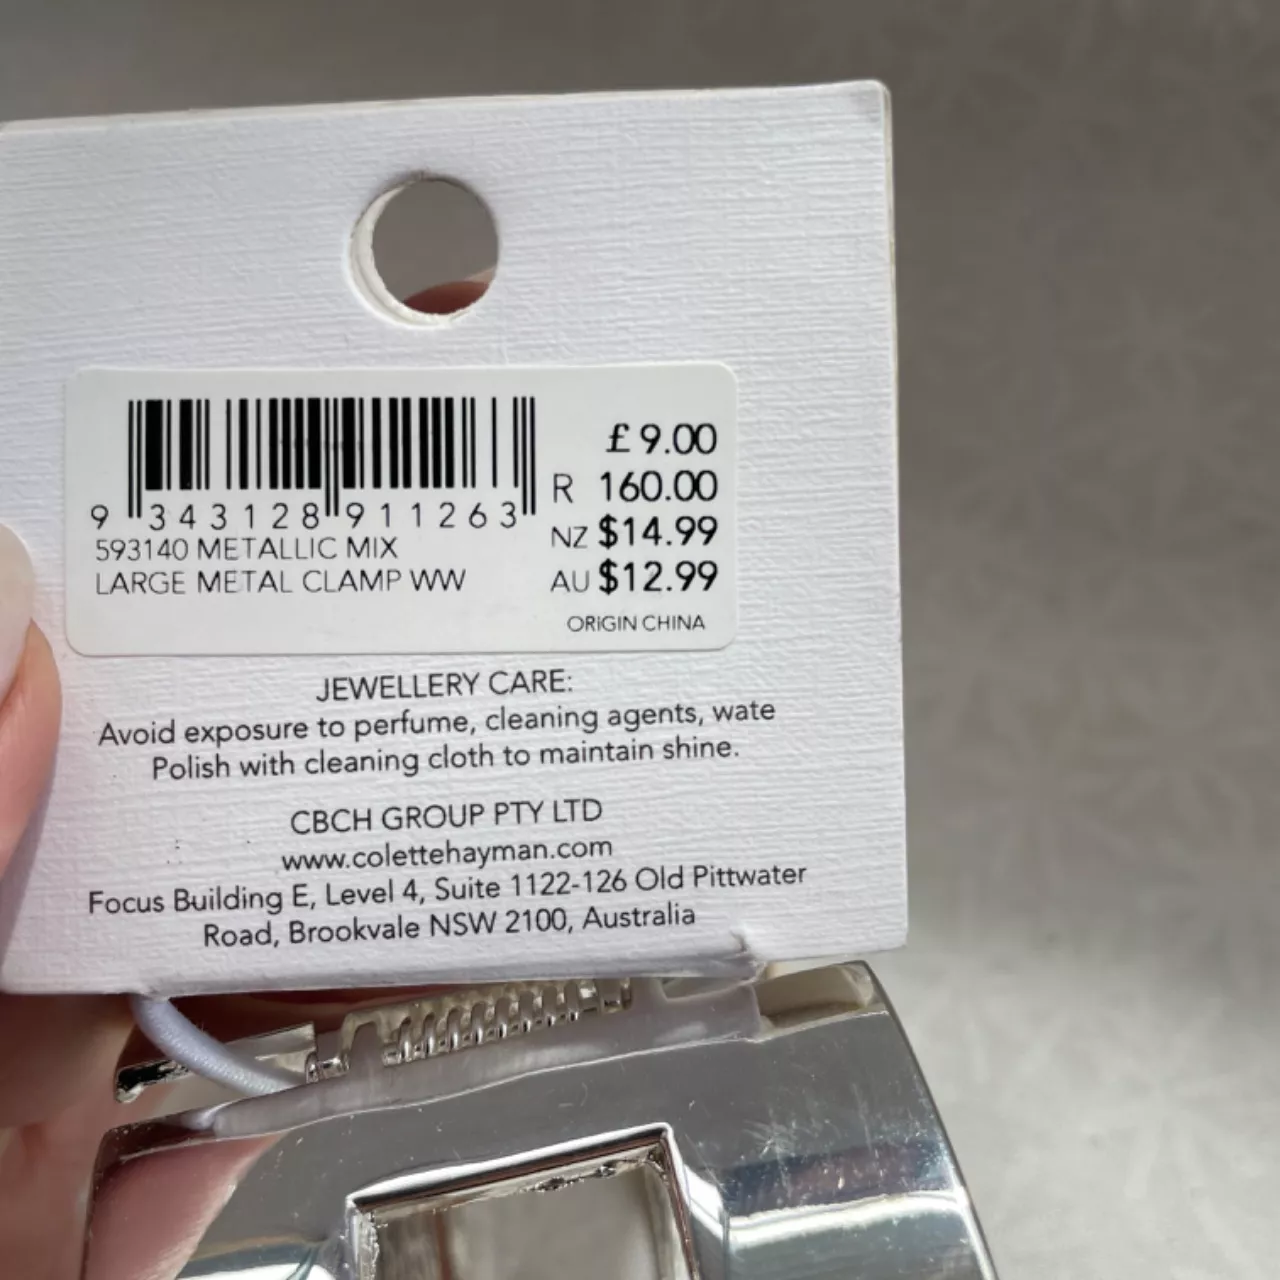 £ 9.00
R 160.00
NZ $14.99
AU $12.99
ORIGIN CHINA
9 343128 911263
593140 METALLIC MIX
LARGE METAL CLAMP WW
JEWELLERY CARE:
Avoid exposure to perfume, cleaning agents, wate
Polish with cleaning cloth to maintain shine.
CBCH GROUP PTY LTD
www.colettehayman.com
Focus Building E, Level 4, Suite 1122-126 Old Pittwater
Road, Brookvale NSW 2100, Australia